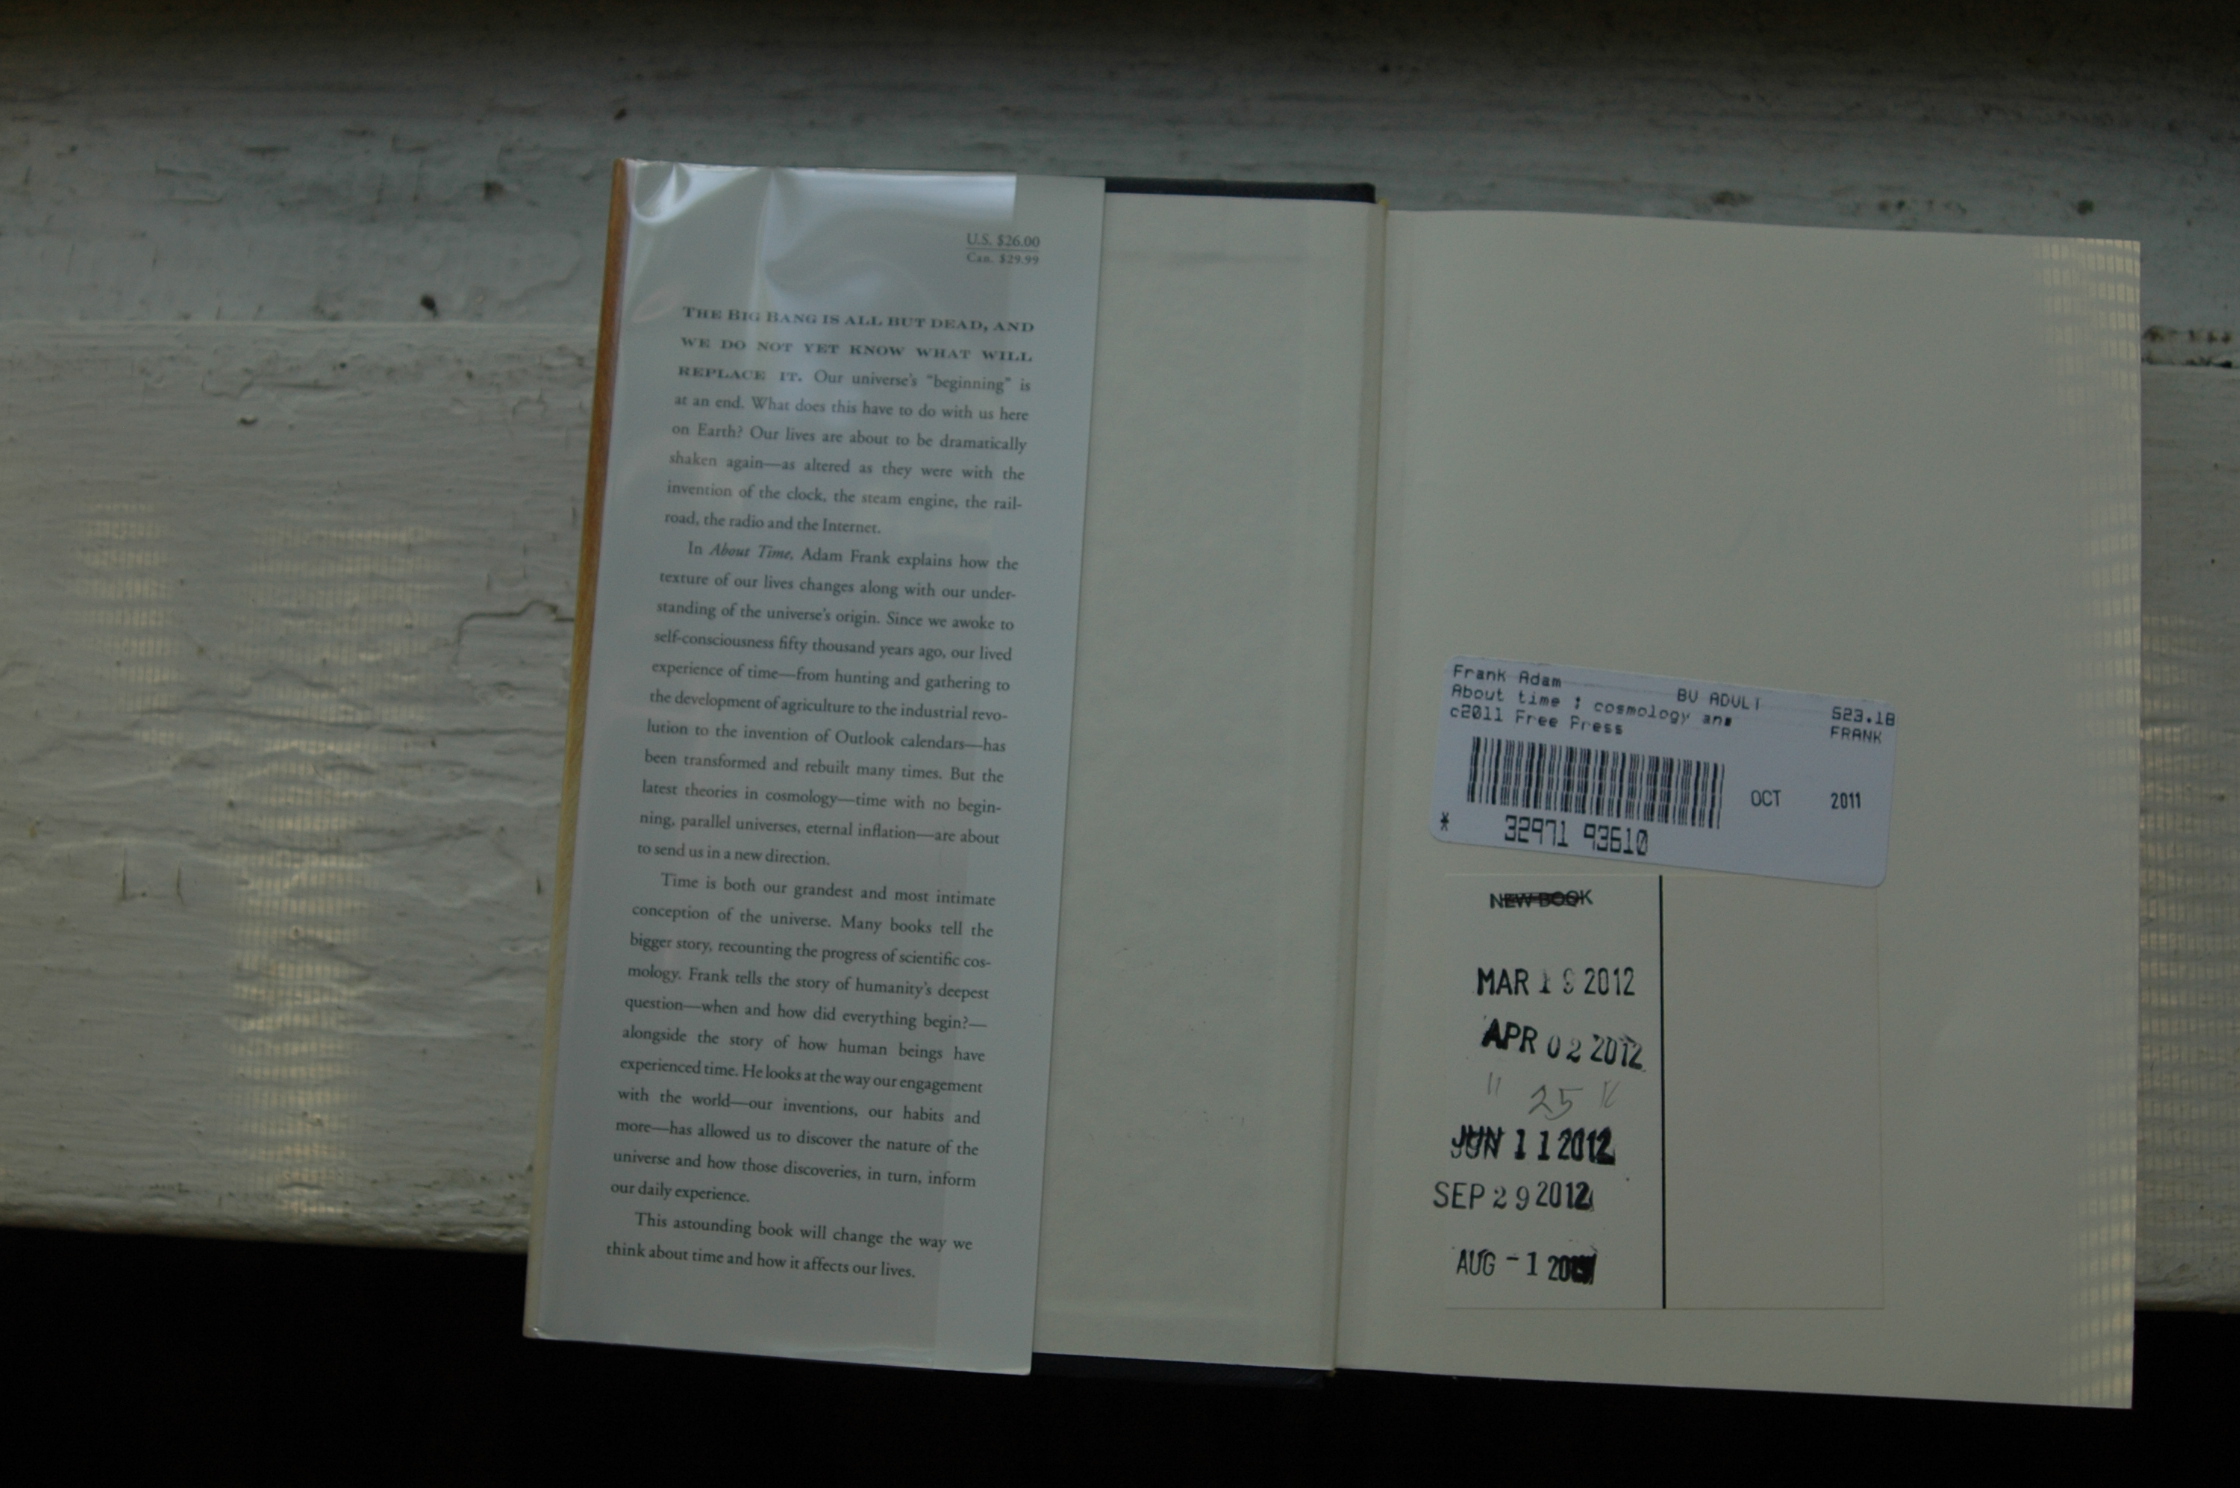 U.S. $26.00
Can. $29.99
THE BIG BANG IS ALL BUT DEAD, AND
WE DO NOT YET KNOW WHAT WILL
REPLACE IT. Our universe's "beginning" is
at an end. What does this have to do with us here
on Earth? Our lives are about to be dramatically
shaken again—as altered as they were with the
invention of the clock, the steam engine, the rail-
road, the radio and the Internet.
In About Time, Adam Frank explains how the
texture of our lives changes along with our under-
standing of the universe's origin. Since we awoke to
self-consciousness fifty thousand years ago, our lived
experience of time—from hunting and gathering to
the development of agriculture to the industrial revo-
lution to the invention of Outlook calendars—has
been transformed and rebuilt many times. But the
latest theories in cosmology—time with no begin-
ning, parallel universes, eternal inflation—are about
to send us in a new direction.
Time is both our grandest and most intimate
conception of the universe. Many books tell the
bigger story, recounting the progress of scientific cos-
mology. Frank tells the story of humanity's deepest
question—when and how did everything begin?—
alongside the story of how human beings have
experienced time. He looks at the way our engagement
with the world—our inventions, our habits and
more—has allowed us to discover the nature of the
universe and how those discoveries, in turn, inform
our daily experience.
This astounding book will change the way we
think about time and how it affects our lives.
Frank Adam BV ADULT 523.18
About time : cosmology an FRANK
c2011 Free Press
OCT 2011
* 32971 93610
NEW BOOK
MAR 19 2012
APR 02 2012
" 25 "
JUN 11 2012
SEP 29 2012
AUG -1